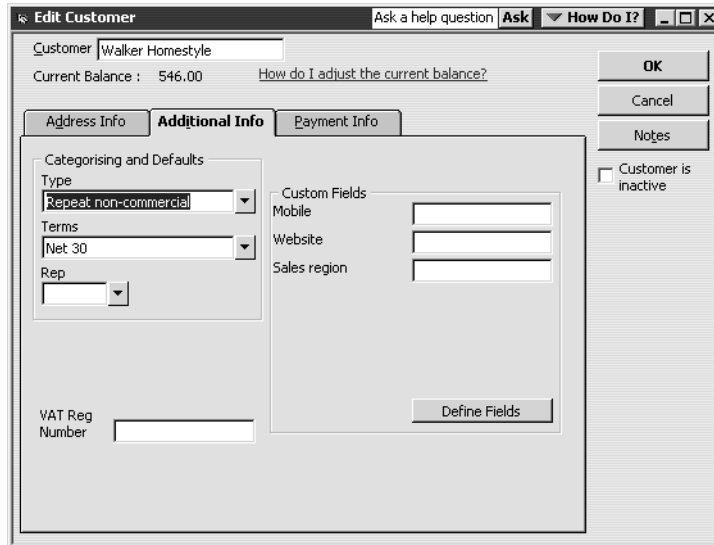 Edit Customer Ask a help question Ask How Do I?
Customer Walker Homestyle
Current Balance : 546.00 How do I adjust the current balance?
OK
Cancel
Notes
Customer is
inactive
Address Info Additional Info Payment Info
Categorising and Defaults
Type
Repeat non-commercial
Terms
Net 30
Rep
Custom Fields
Mobile
Website
Sales region
Define Fields
VAT Reg
Number